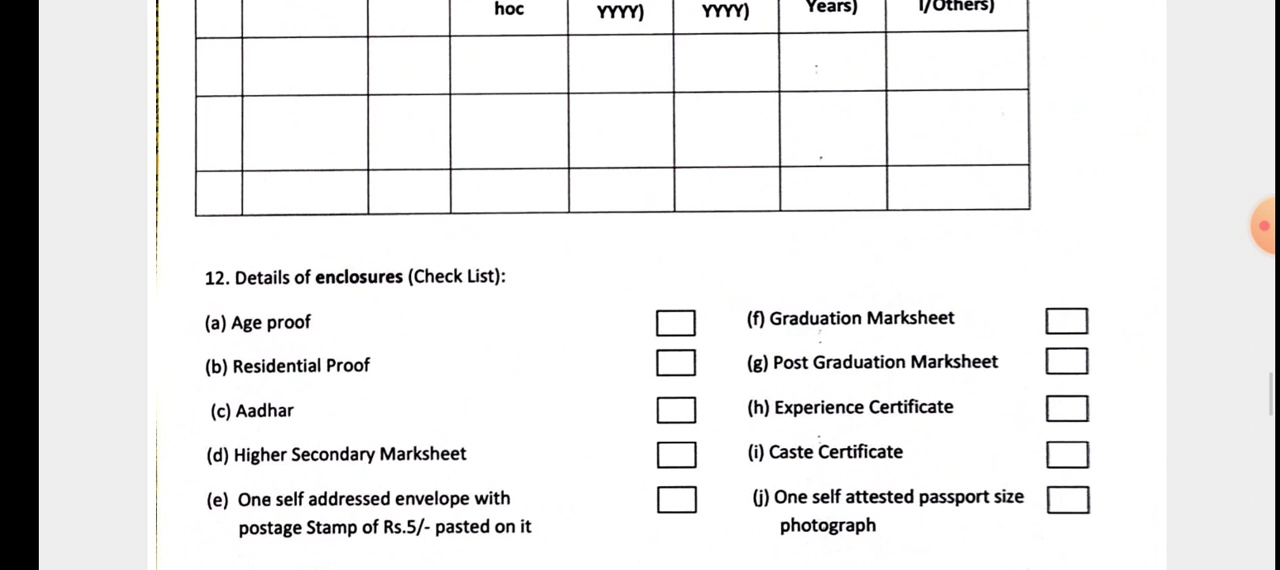 hoc YYYY) YYYY) Years) l/Others)
12. Details of enclosures (Check List):
(a) Age proof
(b) Residential Proof
(c) Aadhar
(d) Higher Secondary Marksheet
(e) One self addressed envelope with
postage Stamp of Rs.5/- pasted on it
(f) Graduation Marksheet
(g) Post Graduation Marksheet
(h) Experience Certificate
(i) Caste Certificate
(j) One self attested passport size
photograph